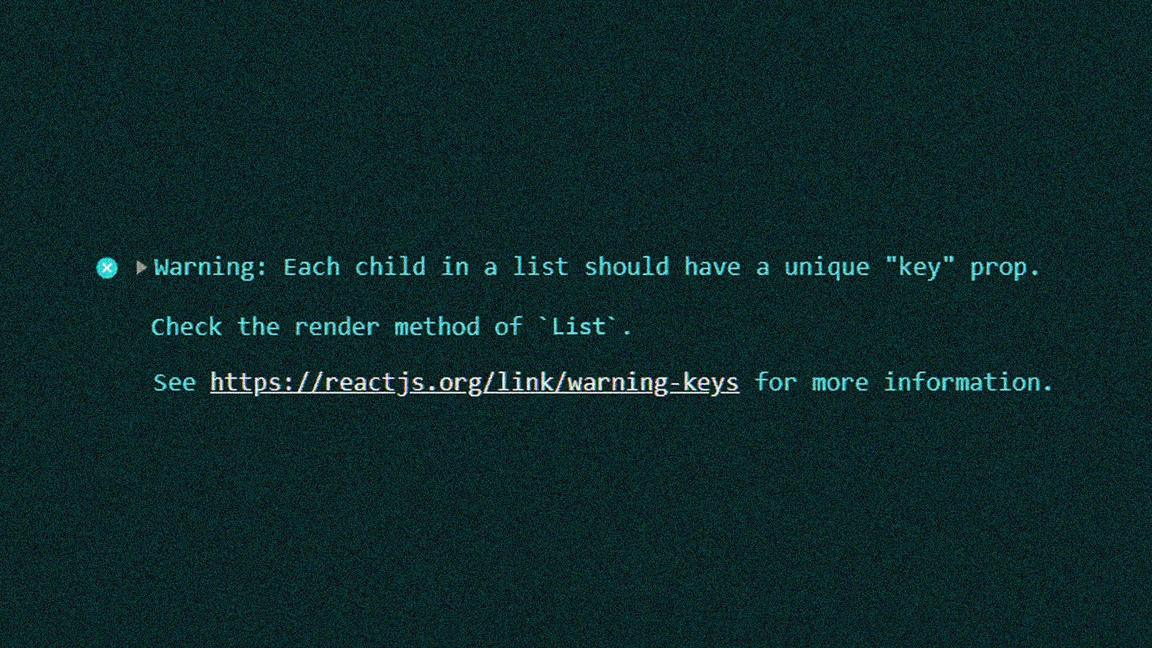 Warning: Each child in a list should have a unique "key" prop.
Check the render method of `List`.
See https://reactjs.org/link/warning-keys for more information.